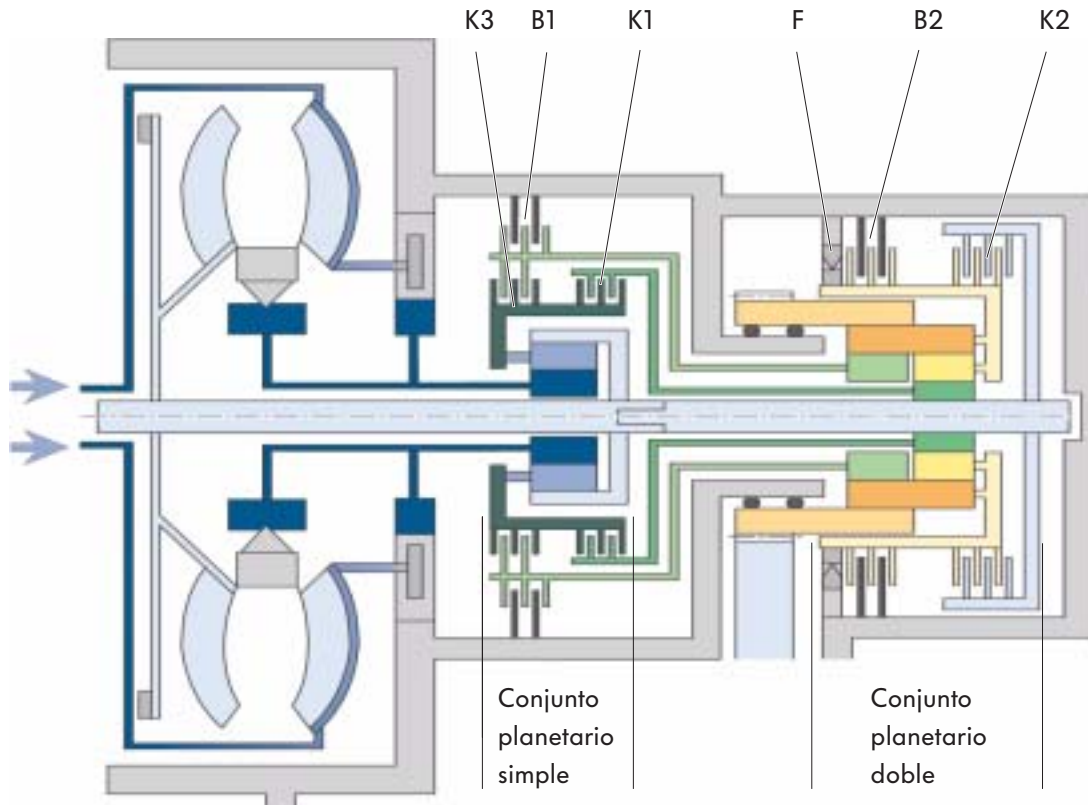 K3 B1 K1 F B2 K2
Conjunto
planetario
simple
Conjunto
planetario
doble